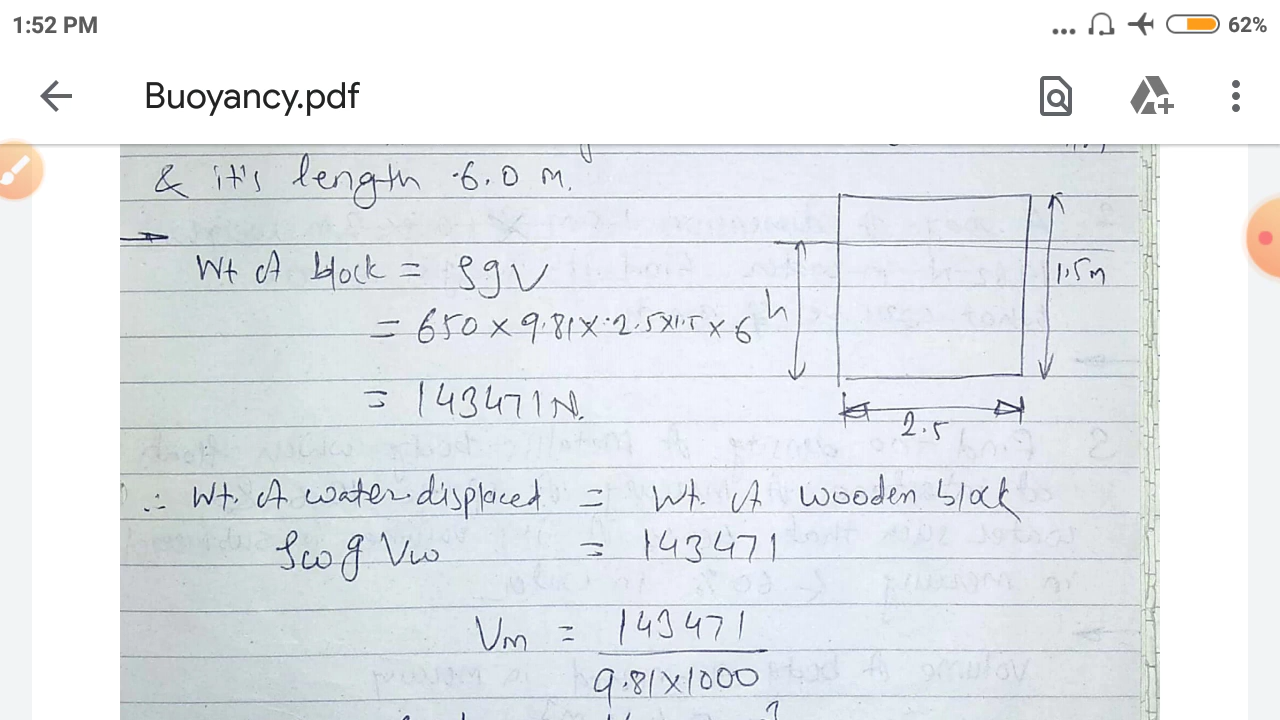 1:52 PM
62%
Buoyancy.pdf
& it's length 6.0 m.
Wt of block = ρgV
= 650 × 9.81 × 2.5×1.5 × 6
= 143471 N.
h
1.5m
2.5
∴ Wt. of water displaced = Wt. of wooden block
ρw g Vw = 143471
Vm = 143471
9.81×1000